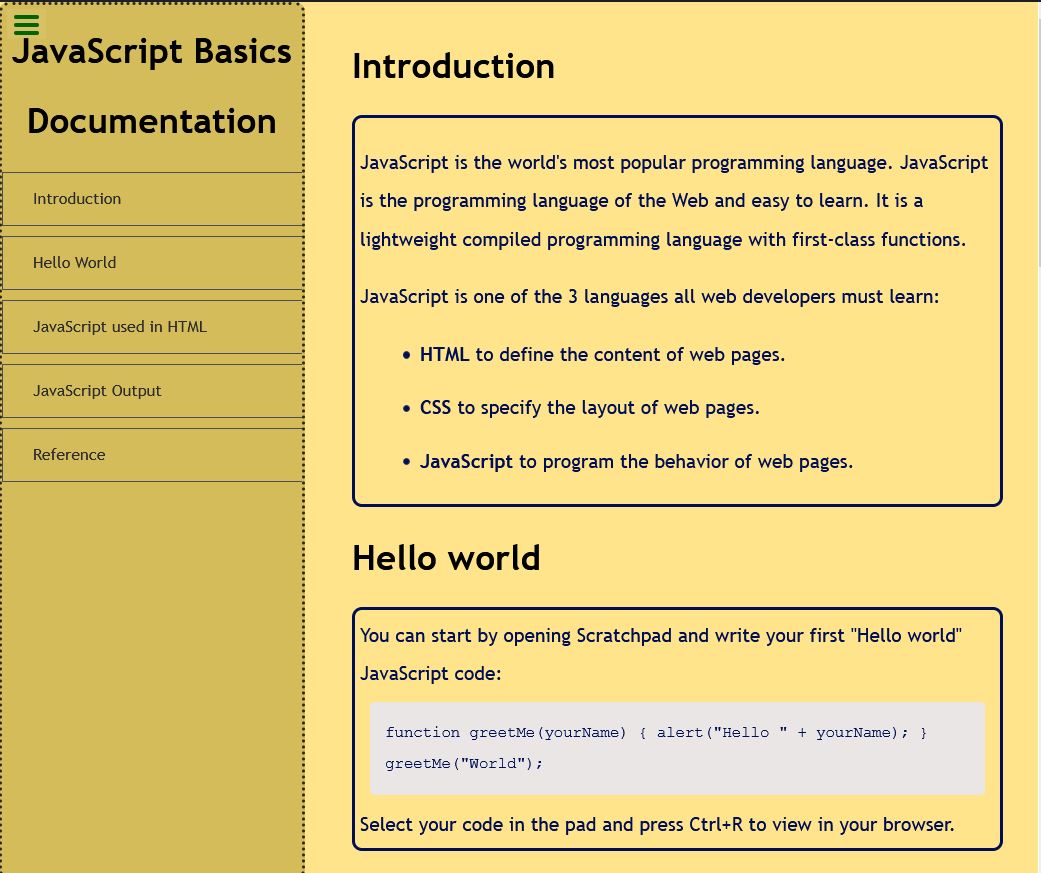 JavaScript Basics
Documentation
Introduction
Hello World
JavaScript used in HTML
JavaScript Output
Reference
Introduction
JavaScript is the world's most popular programming language. JavaScript
is the programming language of the Web and easy to learn. It is a
lightweight compiled programming language with first-class functions.
JavaScript is one of the 3 languages all web developers must learn:
• HTML to define the content of web pages.
• CSS to specify the layout of web pages.
• JavaScript to program the behavior of web pages.
Hello world
You can start by opening Scratchpad and write your first "Hello world"
JavaScript code:
function greetMe(yourName) { alert("Hello " + yourName); }
greetMe("World");
Select your code in the pad and press Ctrl+R to view in your browser.